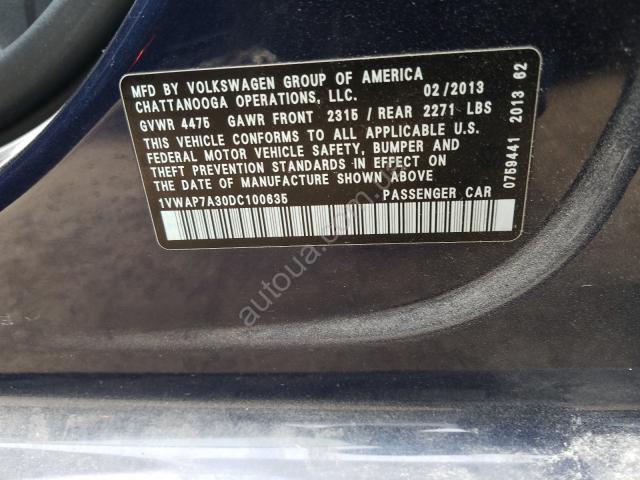 MFD BY VOLKSWAGEN GROUP OF AMERICA
CHATTANOOGA OPERATIONS, LLC. 02/2013
GVWR 4475 GAWR FRONT 2315 / REAR 2271 LBS
THIS VEHICLE CONFORMS TO ALL APPLICABLE U.S.
FEDERAL MOTOR VEHICLE SAFETY, BUMPER AND
THEFT PREVENTION STANDARDS IN EFFECT ON
THE DATE OF MANUFACTURE SHOWN ABOVE
1VWAP7A30DC100635 PASSENGER CAR
0759441 2013 62
autoua.com.ua